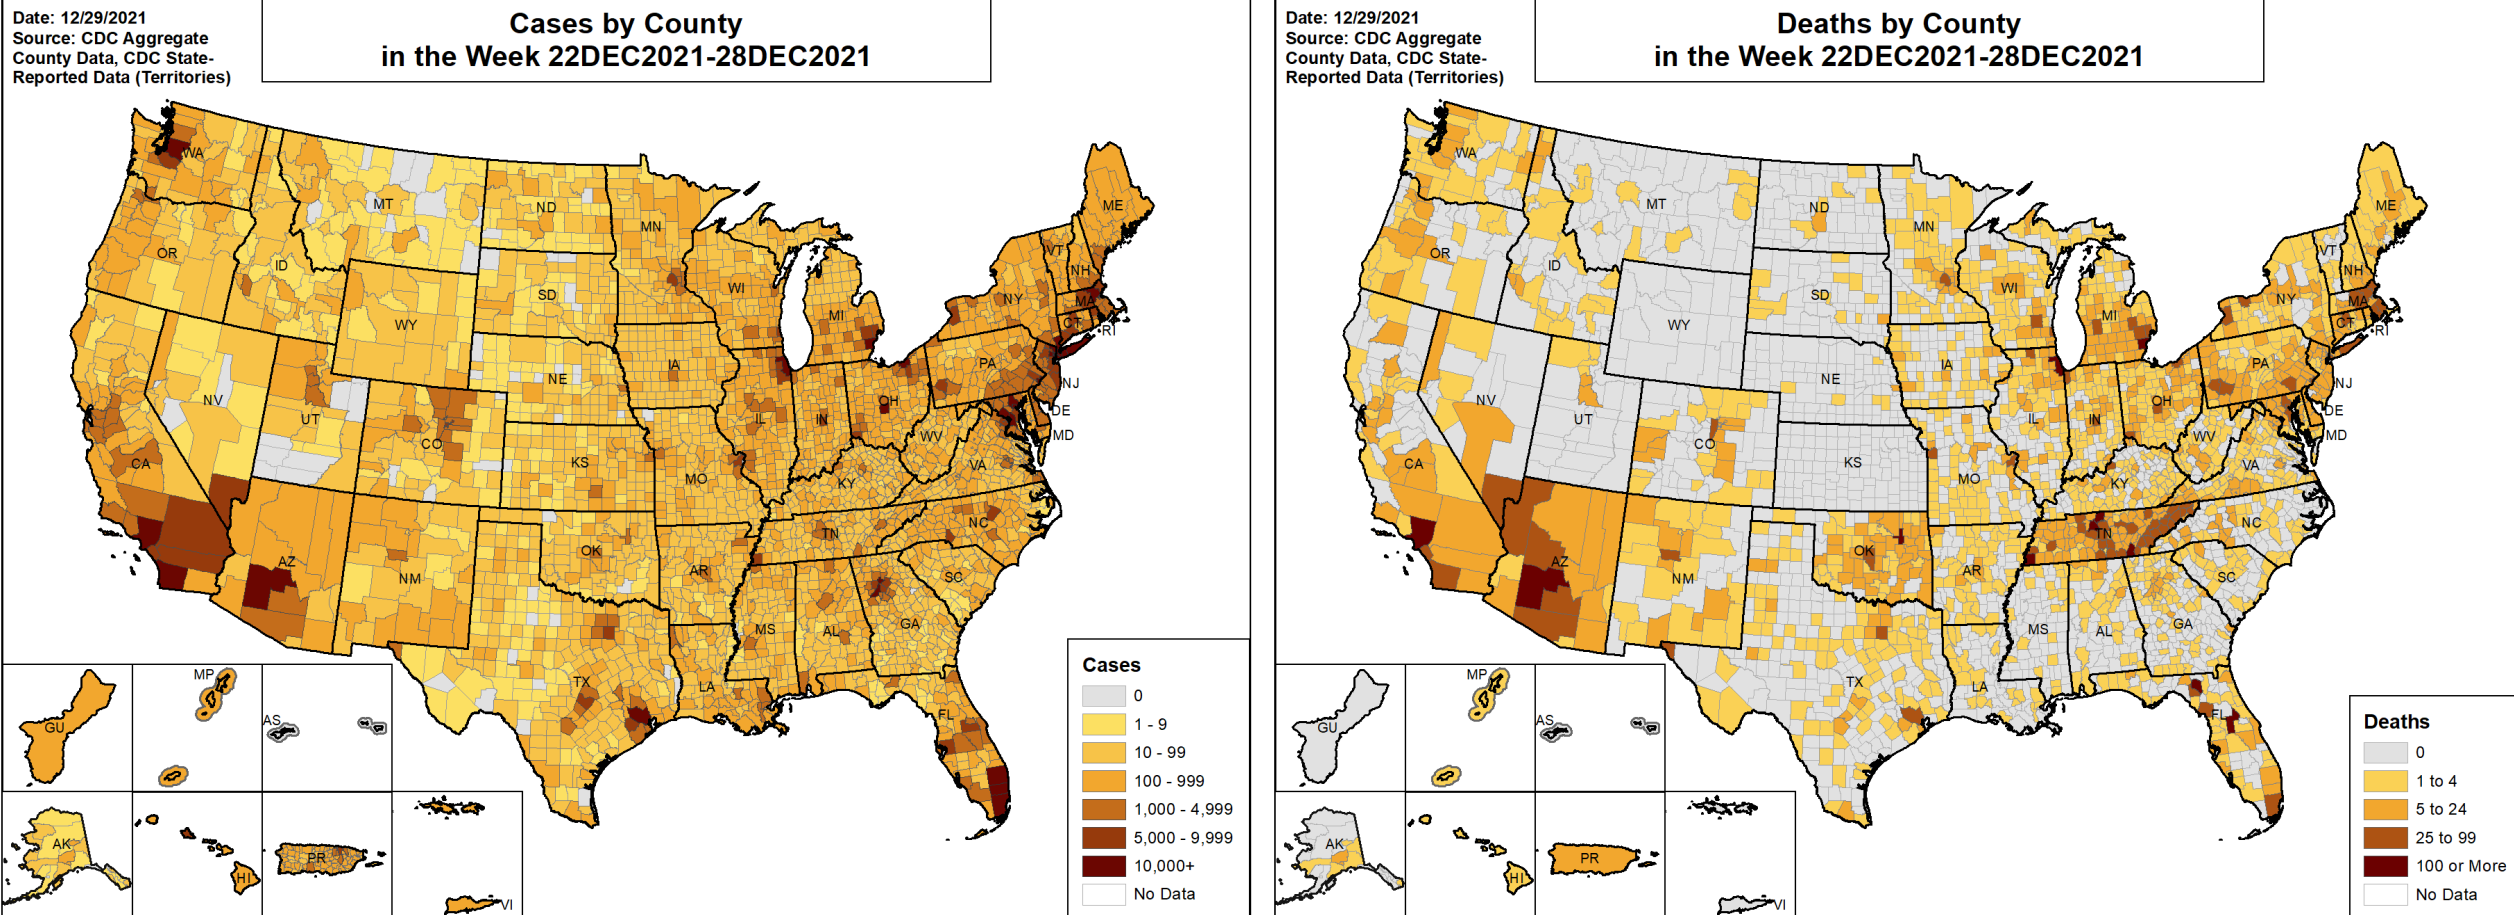 Date: 12/29/2021
Source: CDC Aggregate
County Data, CDC State-
Reported Data (Territories)
Cases by County
in the Week 22DEC2021-28DEC2021
WA
MT
ND
MN
ME
OR
ID
SD
WI
VT
NH
NY
MA
MI
CT
RI
WY
IA
PA
NE
NJ
NV
UT
IL
IN
OH
DE
CO
WV
MD
CA
KS
MO
KY
VA
AZ
OK
TN
NC
NM
AR
SC
MS
AL
GA
TX
LA
FL
GU
MP
AS
AK
HI
PR
VI
Cases
0
1 - 9
10 - 99
100 - 999
1,000 - 4,999
5,000 - 9,999
10,000+
No Data
Date: 12/29/2021
Source: CDC Aggregate
County Data, CDC State-
Reported Data (Territories)
Deaths by County
in the Week 22DEC2021-28DEC2021
WA
MT
ND
MN
ME
OR
ID
SD
WI
VT
NH
NY
MA
MI
CT
RI
WY
IA
PA
NE
NJ
NV
UT
IL
IN
OH
DE
CO
WV
MD
CA
KS
MO
KY
VA
AZ
OK
TN
NC
NM
AR
SC
MS
AL
GA
TX
LA
FL
GU
MP
AS
AK
HI
PR
VI
Deaths
0
1 to 4
5 to 24
25 to 99
100 or More
No Data